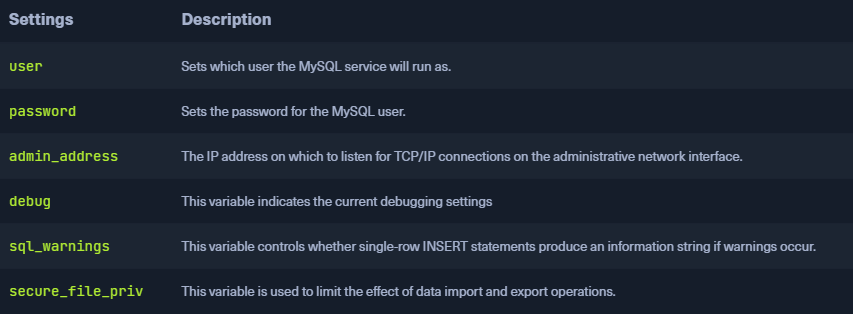 Settings Description
user Sets which user the MySQL service will run as.
password Sets the password for the MySQL user.
admin_address The IP address on which to listen for TCP/IP connections on the administrative network interface.
debug This variable indicates the current debugging settings
sql_warnings This variable controls whether single-row INSERT statements produce an information string if warnings occur.
secure_file_priv This variable is used to limit the effect of data import and export operations.